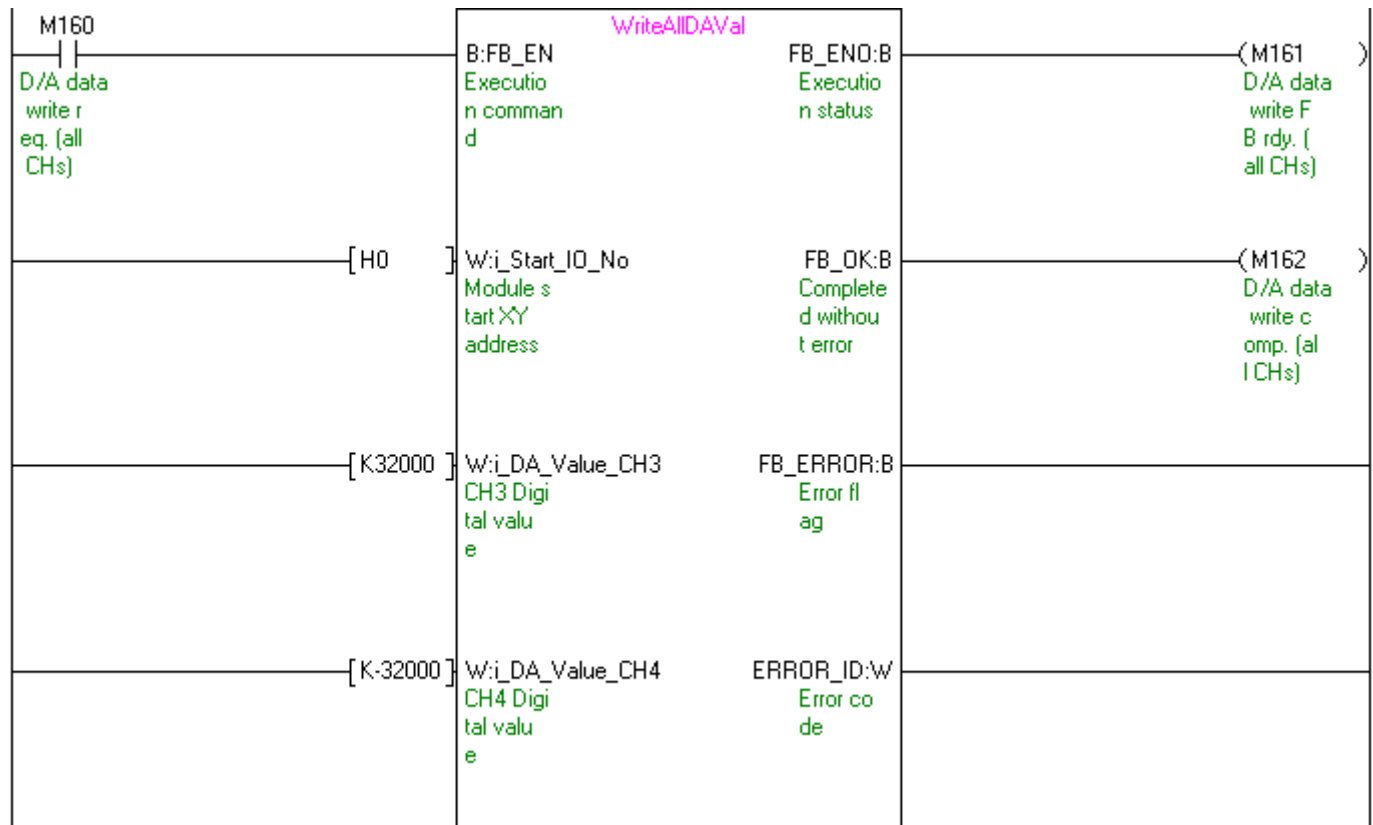 M160
WriteAllDAVal
B:FB_EN
FB_ENO:B
(M161 )
D/A data
write r
eq. (all
CHs)
Executio
n comman
d
Executio
n status
D/A data
write F
B rdy. (
all CHs)
[ H0 ]
W:i_Start_IO_No
FB_OK:B
(M162 )
Module s
tart XY
address
Complete
d withou
t error
D/A data
write c
omp. (al
l CHs)
[ K32000 ]
W:i_DA_Value_CH3
FB_ERROR:B
CH3 Digi
tal valu
e
Error fl
ag
[ K-32000 ]
W:i_DA_Value_CH4
ERROR_ID:W
CH4 Digi
tal valu
e
Error co
de